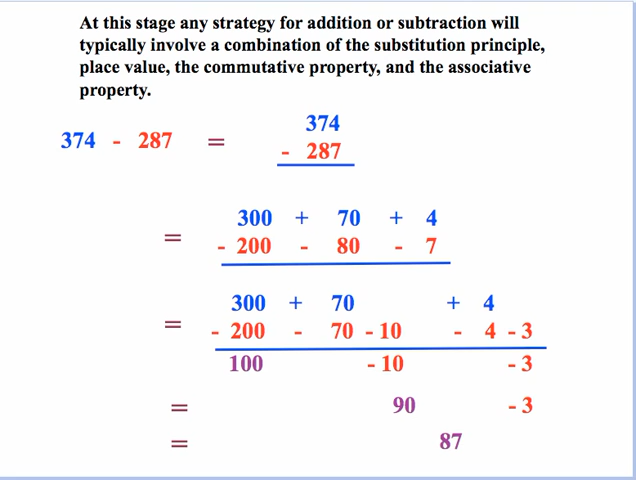 At this stage any strategy for addition or subtraction will
typically involve a combination of the substitution principle,
place value, the commutative property, and the associative
property.
374
374 - 287 =
- 287
300 + 70 + 4
=
- 200 - 80 - 7
300 + 70 + 4
=
- 200 - 70 - 10 - 4 - 3
100 - 10 - 3
= 90 - 3
= 87